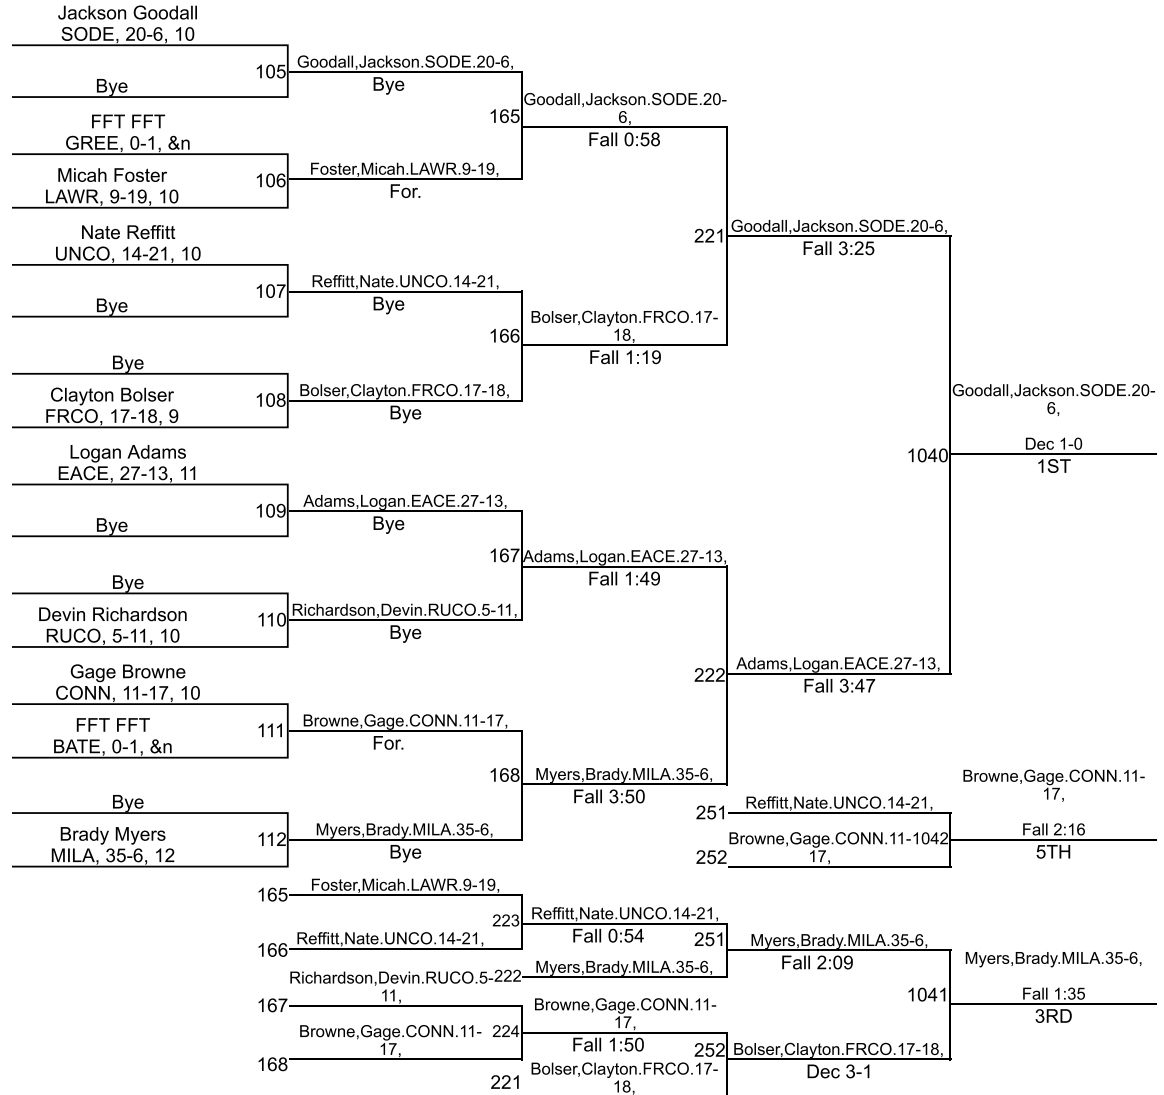 Jackson Goodall
SODE, 20-6, 10
Bye
105
Goodall,Jackson.SODE.20-6,
Bye
FFT FFT
GREE, 0-1, &n
Micah Foster
LAWR, 9-19, 10
106
Foster,Micah.LAWR.9-19,
For.
165
Goodall,Jackson.SODE.20-
6,
Fall 0:58
Nate Reffitt
UNCO, 14-21, 10
Bye
107
Reffitt,Nate.UNCO.14-21,
Bye
Bye
Clayton Bolser
FRCO, 17-18, 9
108
Bolser,Clayton.FRCO.17-18,
Bye
166
Bolser,Clayton.FRCO.17-
18,
Fall 1:19
221
Goodall,Jackson.SODE.20-6,
Fall 3:25
Logan Adams
EACE, 27-13, 11
Bye
109
Adams,Logan.EACE.27-13,
Bye
Bye
Devin Richardson
RUCO, 5-11, 10
110
Richardson,Devin.RUCO.5-11,
Bye
167
Adams,Logan.EACE.27-13,
Fall 1:49
Gage Browne
CONN, 11-17, 10
FFT FFT
BATE, 0-1, &n
111
Browne,Gage.CONN.11-17,
For.
Bye
Brady Myers
MILA, 35-6, 12
112
Myers,Brady.MILA.35-6,
Bye
168
Myers,Brady.MILA.35-6,
Fall 3:50
222
Adams,Logan.EACE.27-13,
Fall 3:47
1040
Goodall,Jackson.SODE.20-
6,
Dec 1-0
1ST
251
Reffitt,Nate.UNCO.14-21,
252
Browne,Gage.CONN.11-
17,
1042
Browne,Gage.CONN.11-
17,
Fall 2:16
5TH
165
Foster,Micah.LAWR.9-19,
166
Reffitt,Nate.UNCO.14-21,
223
Reffitt,Nate.UNCO.14-21,
Fall 0:54
222
Myers,Brady.MILA.35-6,
251
Myers,Brady.MILA.35-6,
Fall 2:09
167
Richardson,Devin.RUCO.5-
11,
168
Browne,Gage.CONN.11-
17,
224
Browne,Gage.CONN.11-
17,
Fall 1:50
221
Bolser,Clayton.FRCO.17-
18,
252
Bolser,Clayton.FRCO.17-18,
Dec 3-1
1041
Myers,Brady.MILA.35-6,
Fall 1:35
3RD